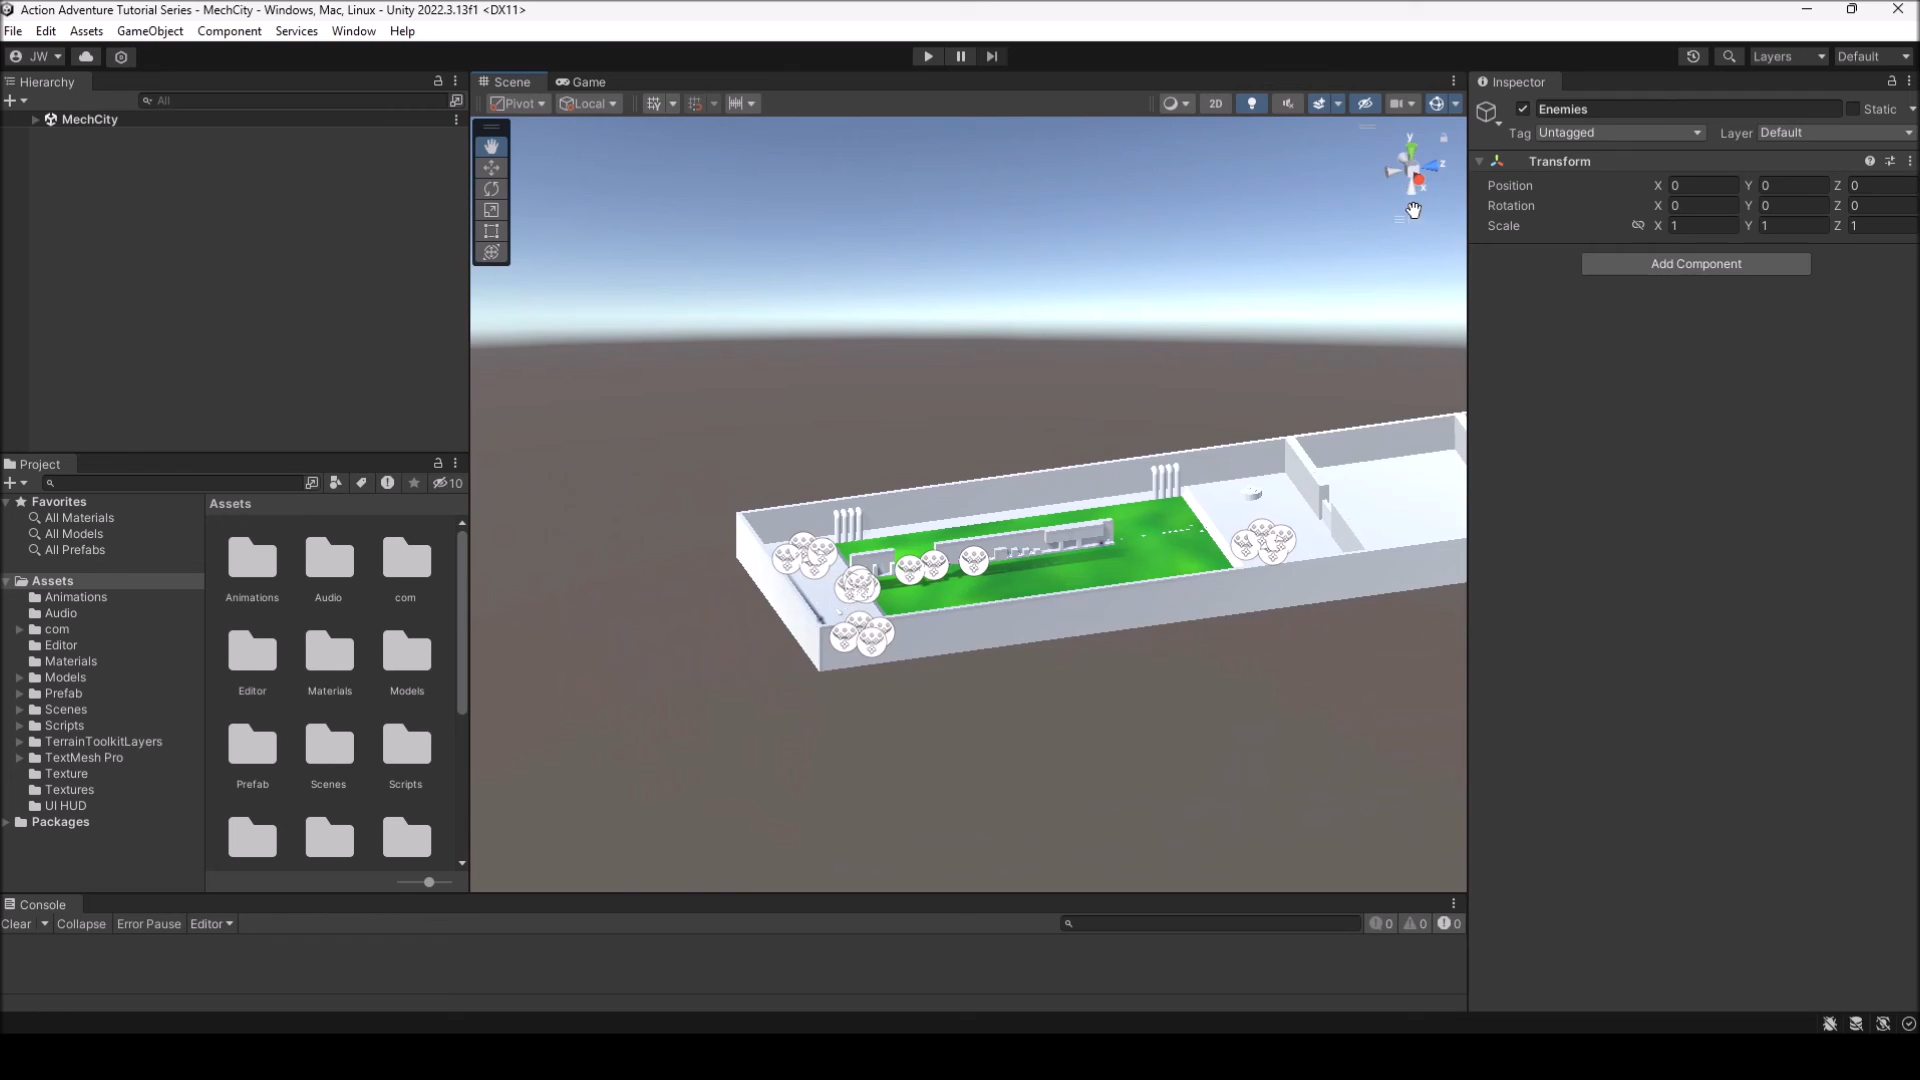 Action Adventure Tutorial Series - MechCity - Windows, Mac, Linux - Unity 2022.3.13f1 <DX11>
File Edit Assets GameObject Component Services Window Help
JW Layers Default
Hierarchy
All
MechCity
Scene Game
Pivot Local 2D
y
z
x
Inspector
Enemies Static
Tag Untagged Layer Default
Transform
Position X 0 Y 0 Z 0
Rotation X 0 Y 0 Z 0
Scale X 1 Y 1 Z 1
Add Component
Project
10
Favorites
All Materials
All Models
All Prefabs
Assets
Animations
Audio
com
Editor
Materials
Models
Prefab
Scenes
Scripts
TerrainToolkitLayers
TextMesh Pro
Texture
Textures
UI HUD
Packages
Assets
Animations Audio com
Editor Materials Models
Prefab Scenes Scripts
Console
Clear Collapse Error Pause Editor 0 0 0